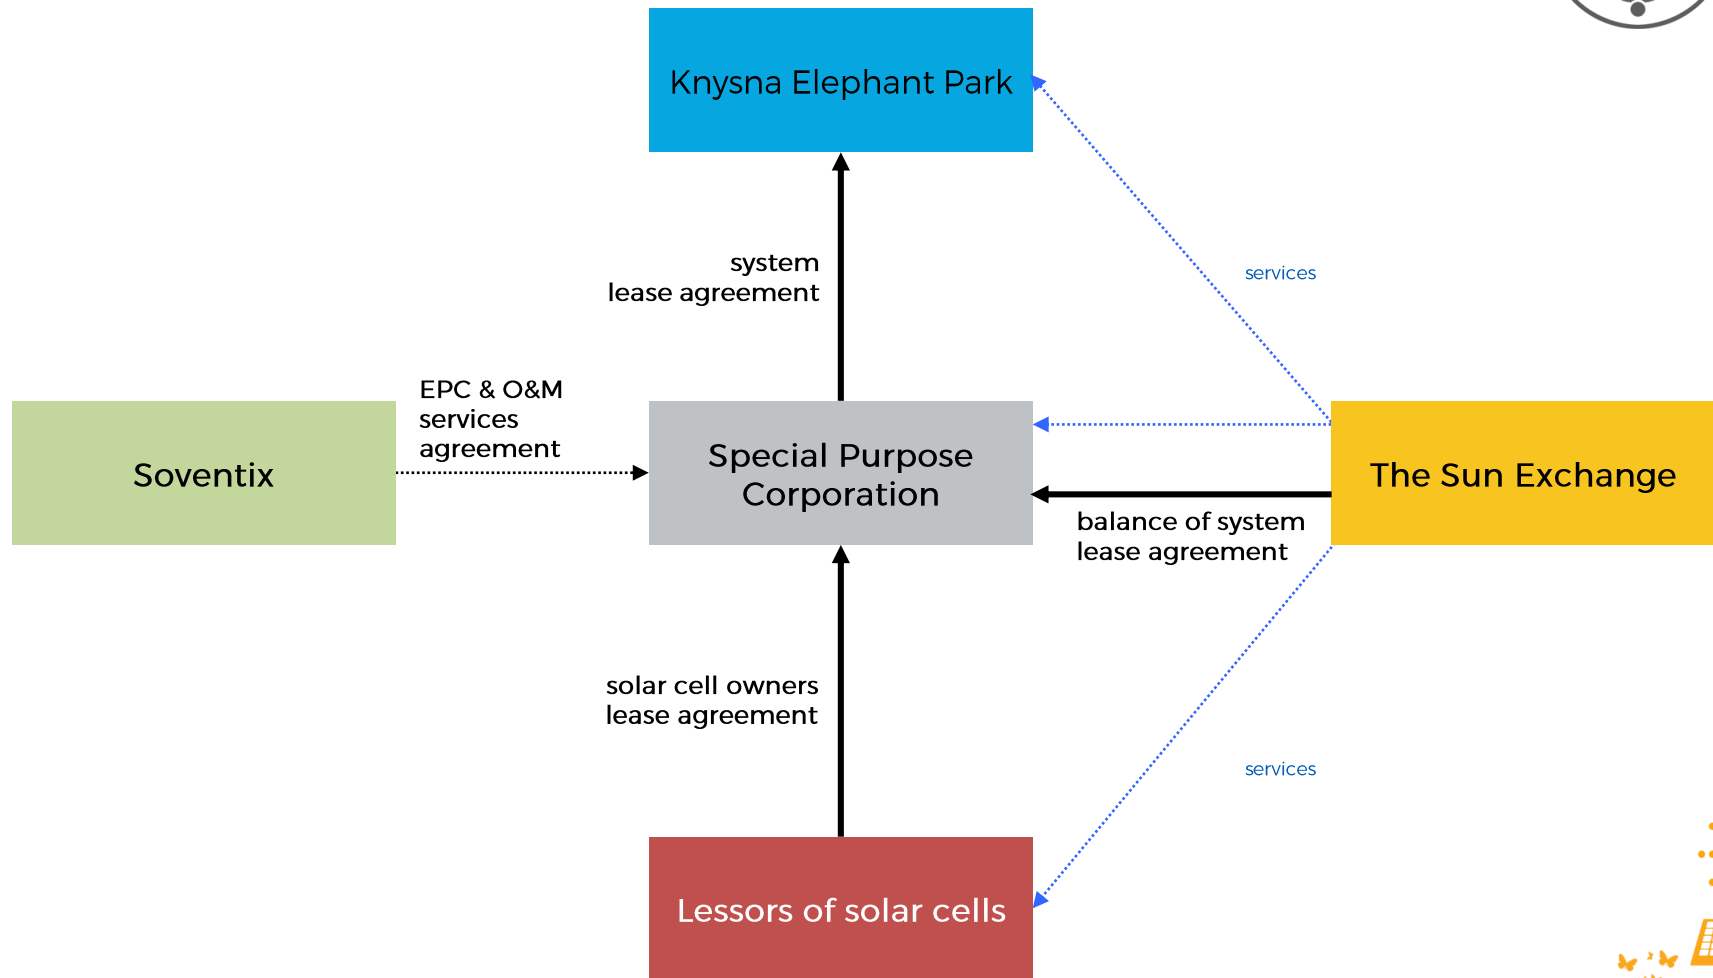 Knysna Elephant Park
system
lease agreement
services
EPC & O&M
services
agreement
Soventix
Special Purpose
Corporation
The Sun Exchange
balance of system
lease agreement
solar cell owners
lease agreement
services
Lessors of solar cells